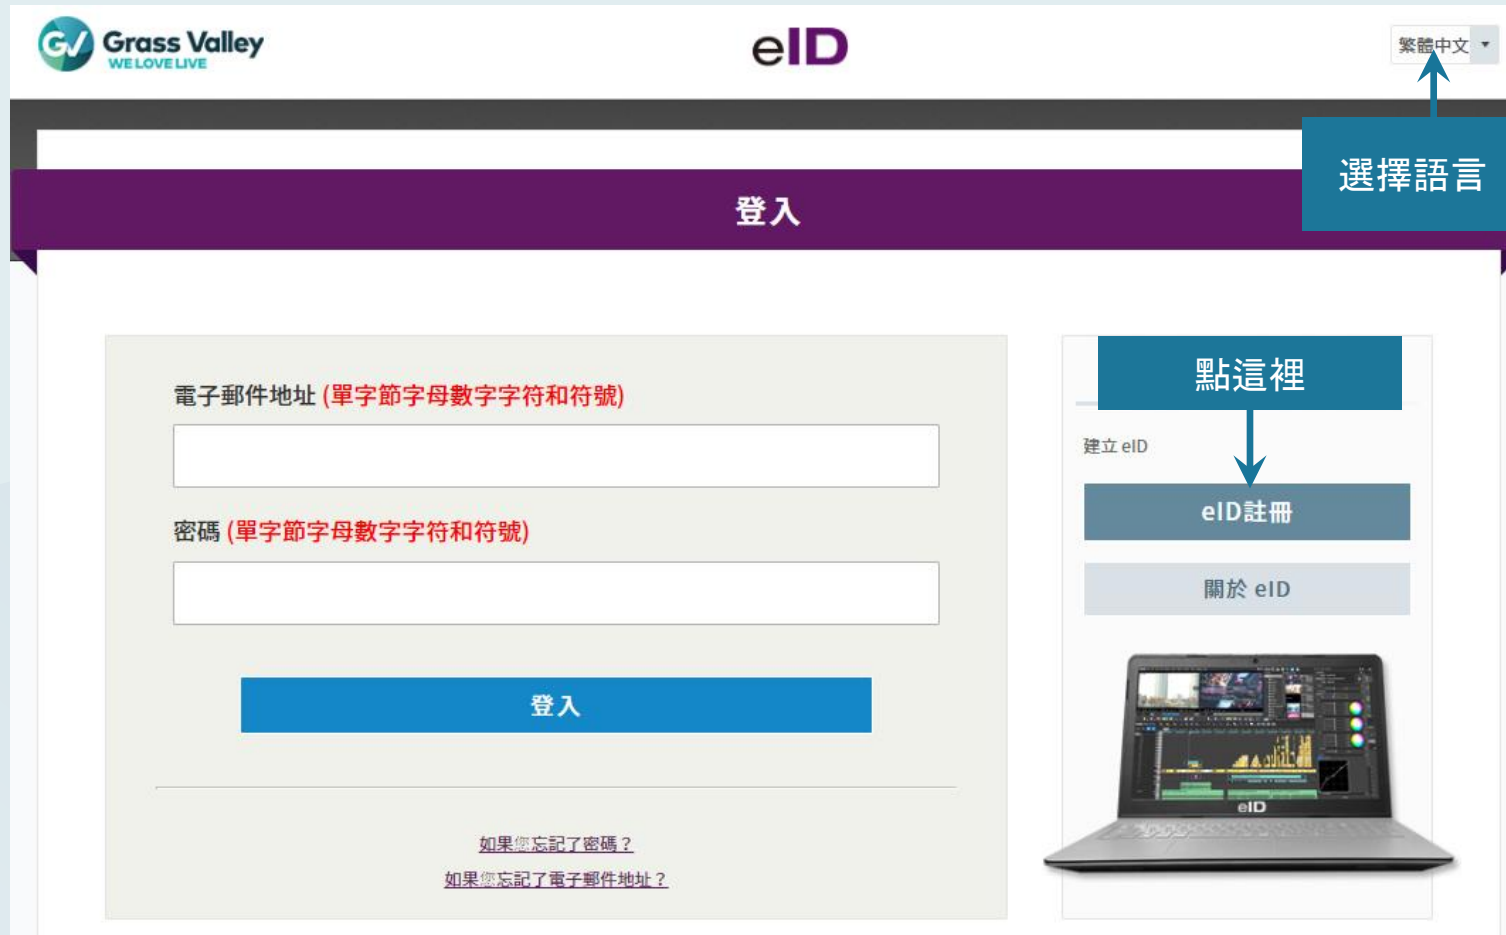 Grass Valley
WE LOVE LIVE
eID
繁體中文
選擇語言
登入
電子郵件地址 (單字節字母數字字符和符號)
密碼 (單字節字母數字字符和符號)
登入
如果您忘記了密碼？
如果您忘記了電子郵件地址？
點這裡
建立 eID
eID註冊
關於 eID
eID